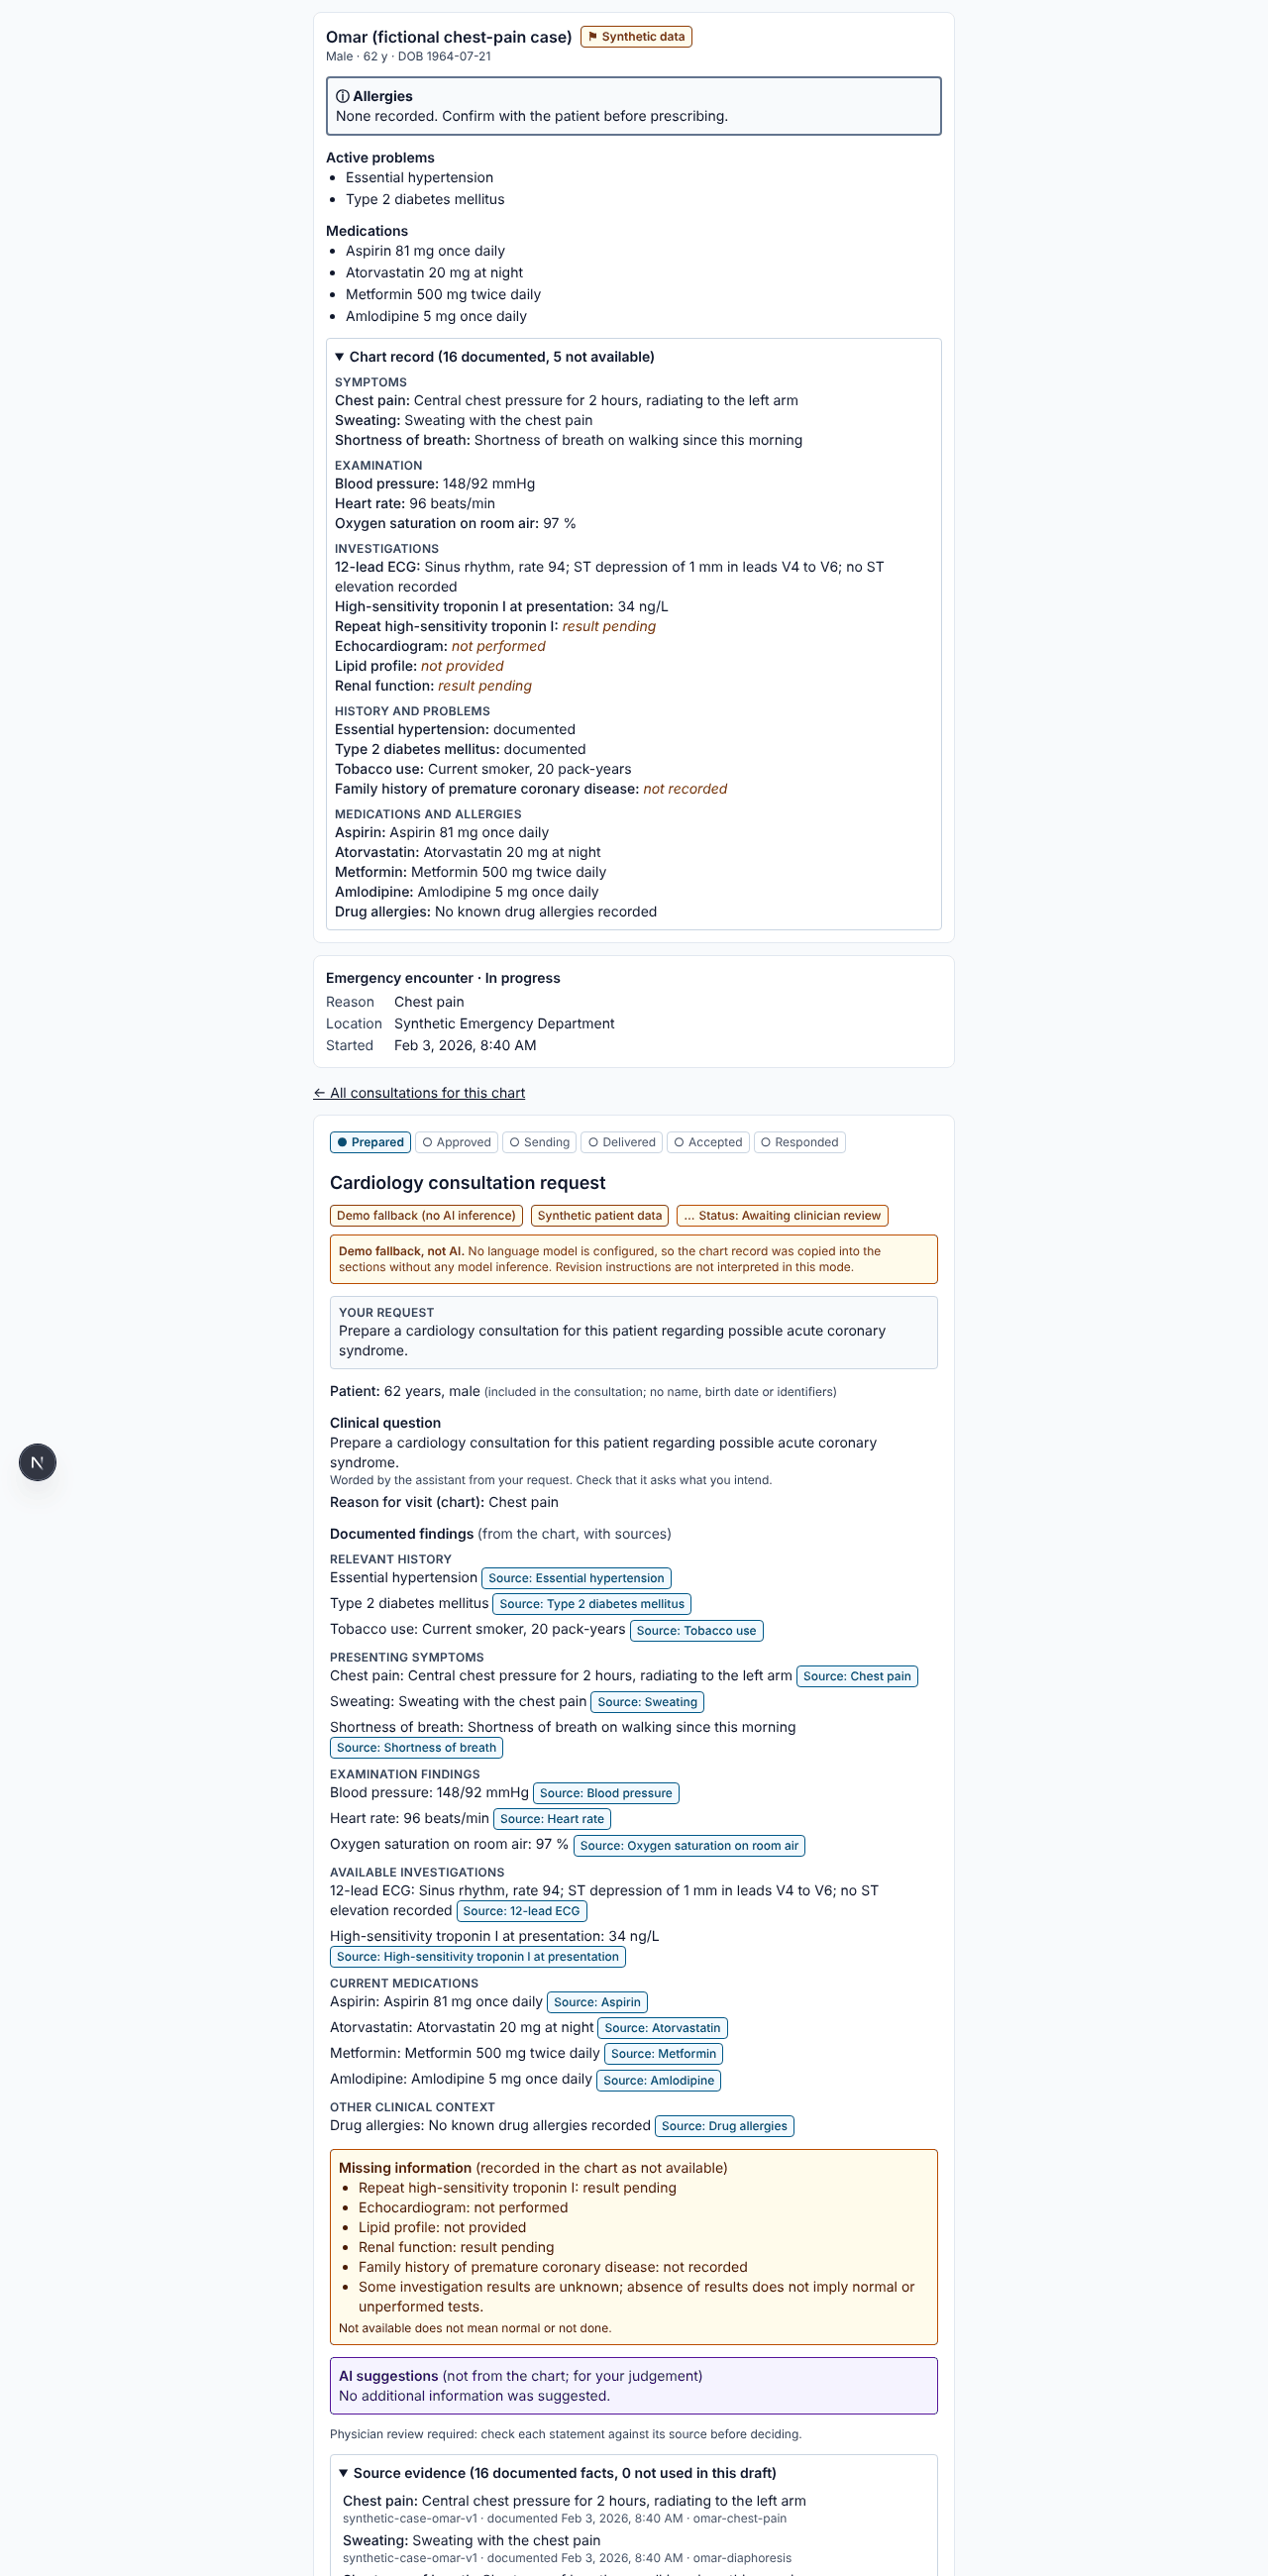 Omar (fictional chest-pain case) ⚑ Synthetic data
Male · 62 y · DOB 1964-07-21
ⓘ Allergies
None recorded. Confirm with the patient before prescribing.
Active problems
• Essential hypertension
• Type 2 diabetes mellitus
Medications
• Aspirin 81 mg once daily
• Atorvastatin 20 mg at night
• Metformin 500 mg twice daily
• Amlodipine 5 mg once daily
▼ Chart record (16 documented, 5 not available)
SYMPTOMS
Chest pain: Central chest pressure for 2 hours, radiating to the left arm
Sweating: Sweating with the chest pain
Shortness of breath: Shortness of breath on walking since this morning
EXAMINATION
Blood pressure: 148/92 mmHg
Heart rate: 96 beats/min
Oxygen saturation on room air: 97 %
INVESTIGATIONS
12-lead ECG: Sinus rhythm, rate 94; ST depression of 1 mm in leads V4 to V6; no ST
elevation recorded
High-sensitivity troponin I at presentation: 34 ng/L
Repeat high-sensitivity troponin I: result pending
Echocardiogram: not performed
Lipid profile: not provided
Renal function: result pending
HISTORY AND PROBLEMS
Essential hypertension: documented
Type 2 diabetes mellitus: documented
Tobacco use: Current smoker, 20 pack-years
Family history of premature coronary disease: not recorded
MEDICATIONS AND ALLERGIES
Aspirin: Aspirin 81 mg once daily
Atorvastatin: Atorvastatin 20 mg at night
Metformin: Metformin 500 mg twice daily
Amlodipine: Amlodipine 5 mg once daily
Drug allergies: No known drug allergies recorded
Emergency encounter · In progress
Reason Chest pain
Location Synthetic Emergency Department
Started Feb 3, 2026, 8:40 AM
← All consultations for this chart
● Prepared ○ Approved ○ Sending ○ Delivered ○ Accepted ○ Responded
Cardiology consultation request
Demo fallback (no AI inference) Synthetic patient data … Status: Awaiting clinician review
Demo fallback, not AI. No language model is configured, so the chart record was copied into the
sections without any model inference. Revision instructions are not interpreted in this mode.
YOUR REQUEST
Prepare a cardiology consultation for this patient regarding possible acute coronary
syndrome.
Patient: 62 years, male (included in the consultation; no name, birth date or identifiers)
Clinical question
Prepare a cardiology consultation for this patient regarding possible acute coronary
syndrome.
Worded by the assistant from your request. Check that it asks what you intend.
Reason for visit (chart): Chest pain
Documented findings (from the chart, with sources)
RELEVANT HISTORY
Essential hypertension Source: Essential hypertension
Type 2 diabetes mellitus Source: Type 2 diabetes mellitus
Tobacco use: Current smoker, 20 pack-years Source: Tobacco use
PRESENTING SYMPTOMS
Chest pain: Central chest pressure for 2 hours, radiating to the left arm Source: Chest pain
Sweating: Sweating with the chest pain Source: Sweating
Shortness of breath: Shortness of breath on walking since this morning
Source: Shortness of breath
EXAMINATION FINDINGS
Blood pressure: 148/92 mmHg Source: Blood pressure
Heart rate: 96 beats/min Source: Heart rate
Oxygen saturation on room air: 97 % Source: Oxygen saturation on room air
AVAILABLE INVESTIGATIONS
12-lead ECG: Sinus rhythm, rate 94; ST depression of 1 mm in leads V4 to V6; no ST
elevation recorded Source: 12-lead ECG
High-sensitivity troponin I at presentation: 34 ng/L
Source: High-sensitivity troponin I at presentation
CURRENT MEDICATIONS
Aspirin: Aspirin 81 mg once daily Source: Aspirin
Atorvastatin: Atorvastatin 20 mg at night Source: Atorvastatin
Metformin: Metformin 500 mg twice daily Source: Metformin
Amlodipine: Amlodipine 5 mg once daily Source: Amlodipine
OTHER CLINICAL CONTEXT
Drug allergies: No known drug allergies recorded Source: Drug allergies
Missing information (recorded in the chart as not available)
• Repeat high-sensitivity troponin I: result pending
• Echocardiogram: not performed
• Lipid profile: not provided
• Renal function: result pending
• Family history of premature coronary disease: not recorded
• Some investigation results are unknown; absence of results does not imply normal or
unperformed tests.
Not available does not mean normal or not done.
AI suggestions (not from the chart; for your judgement)
No additional information was suggested.
Physician review required: check each statement against its source before deciding.
▼ Source evidence (16 documented facts, 0 not used in this draft)
Chest pain: Central chest pressure for 2 hours, radiating to the left arm
synthetic-case-omar-v1 · documented Feb 3, 2026, 8:40 AM · omar-chest-pain
Sweating: Sweating with the chest pain
synthetic-case-omar-v1 · documented Feb 3, 2026, 8:40 AM · omar-diaphoresis